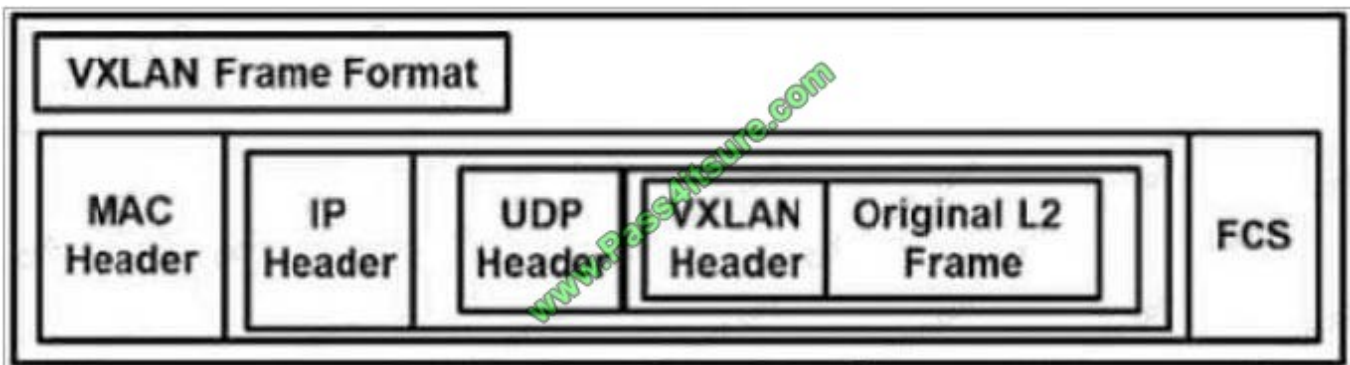 VXLAN Frame Format
MAC Header
IP Header
UDP Header
VXLAN Header
Original L2 Frame
FCS
www.Pass4itsure.com